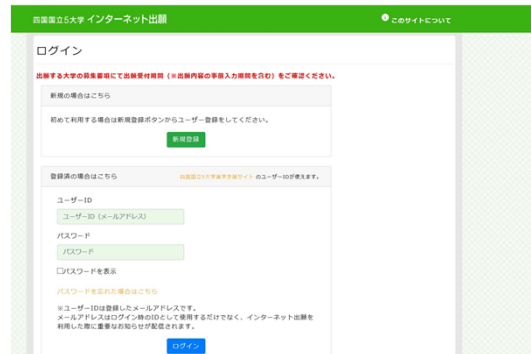 四国国立5大学 インターネット出願
このサイトについて
ログイン
出願する大学の募集要項にて出願受付期間（※出願内容の事前入力期間を含む）をご確認ください。
新規の場合はこちら
初めて利用する場合は新規登録ボタンからユーザー登録をしてください。
新規登録
登録済の場合はこちら
四国国立5大学進学支援サイト のユーザーIDが使えます。
ユーザーID
ユーザーID（メールアドレス）
パスワード
パスワード
パスワードを表示
パスワードを忘れた場合はこちら
※ユーザーIDは登録したメールアドレスです。
メールアドレスはログイン時のIDとして使用するだけでなく、インターネット出願を
利用した際に重要なお知らせが配信されます。
ログイン